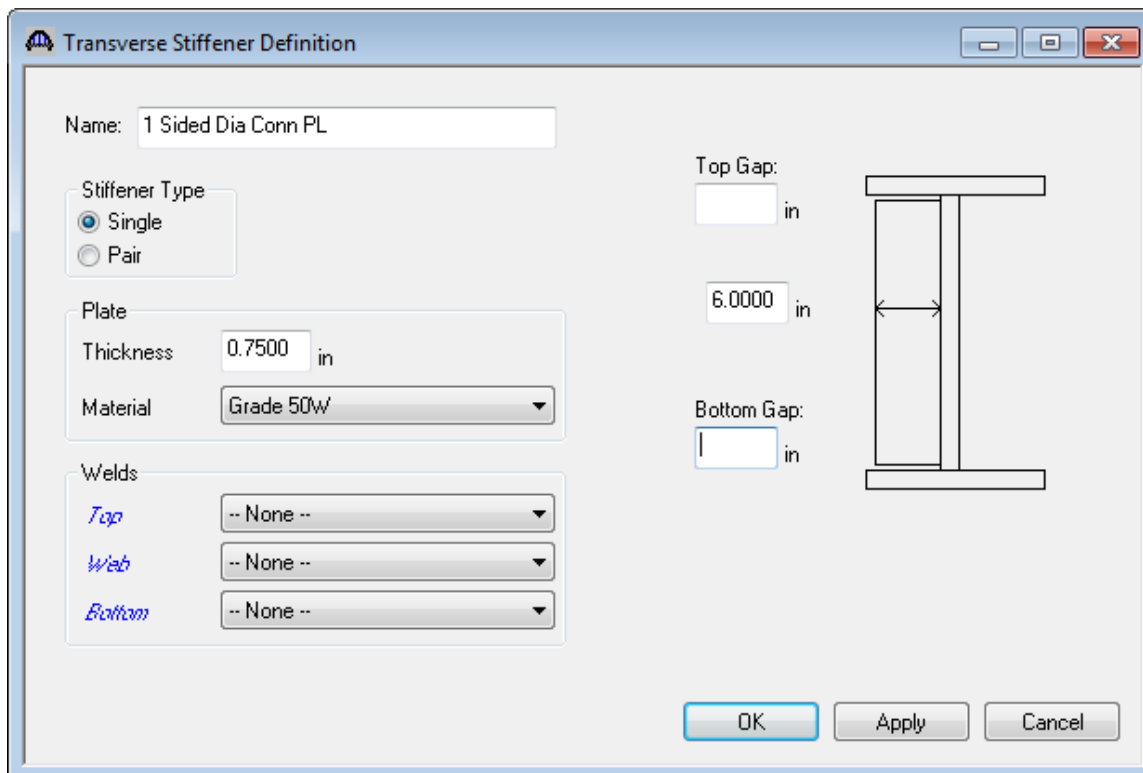 Transverse Stiffener Definition
Name: 1 Sided Dia Conn PL
Stiffener Type
Single
Pair
Plate
Thickness 0.7500 in
Material Grade 50W
Welds
Top -- None --
Web -- None --
Bottom -- None --
Top Gap:
in
6.0000 in
Bottom Gap:
in
OK Apply Cancel